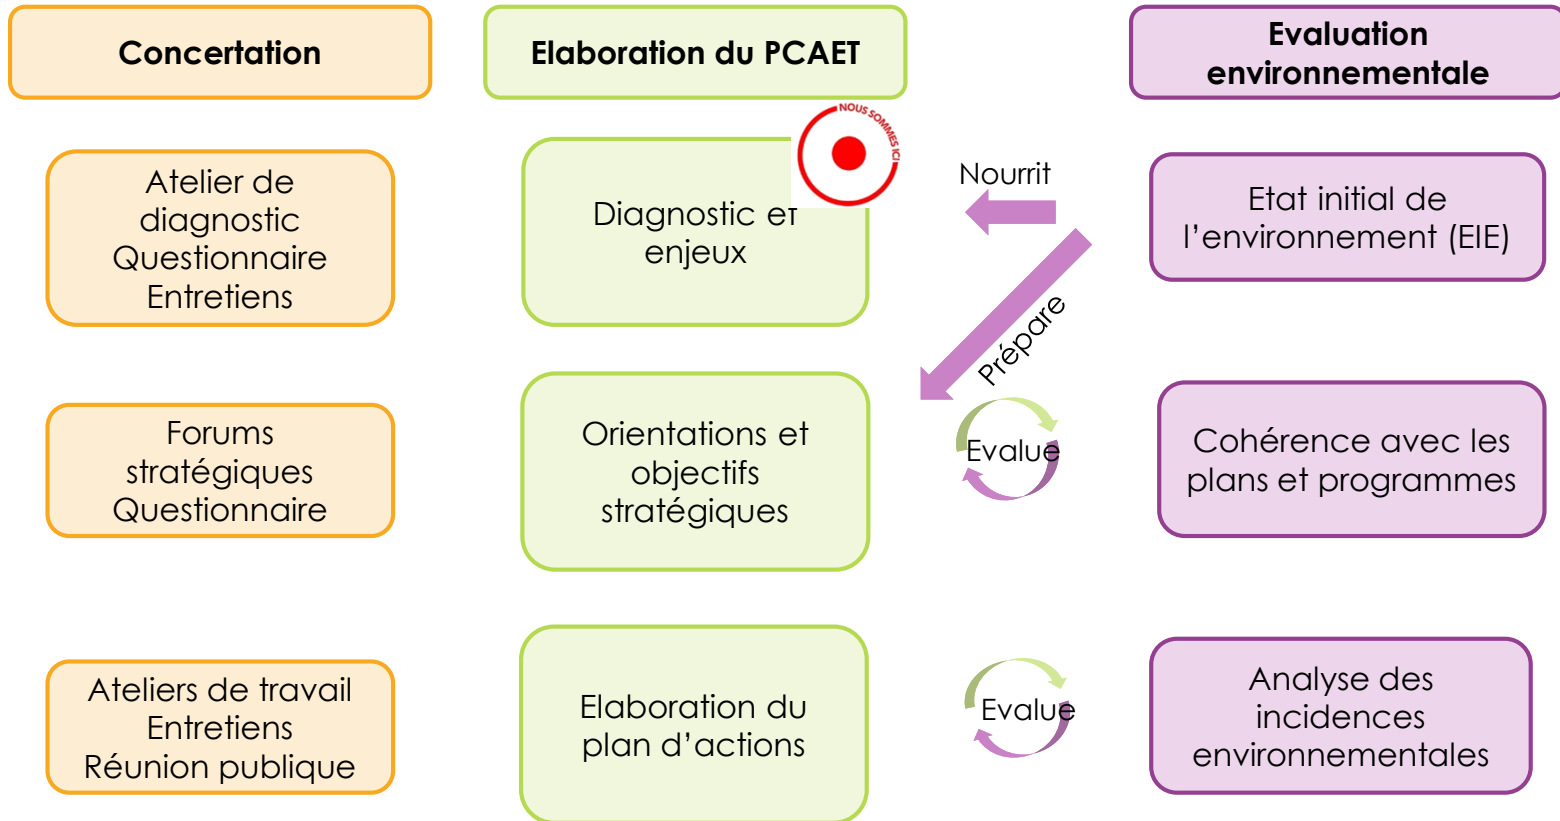 Concertation
Elaboration du PCAET
Evaluation
environnementale
NOUS SOMMES ICI
Atelier de
diagnostic
Questionnaire
Entretiens
Diagnostic et
enjeux
Nourrit
Etat initial de
l’environnement (EIE)
Prépare
Forums
stratégiques
Questionnaire
Orientations et
objectifs
stratégiques
Evalue
Cohérence avec les
plans et programmes
Ateliers de travail
Entretiens
Réunion publique
Elaboration du
plan d’actions
Evalue
Analyse des
incidences
environnementales